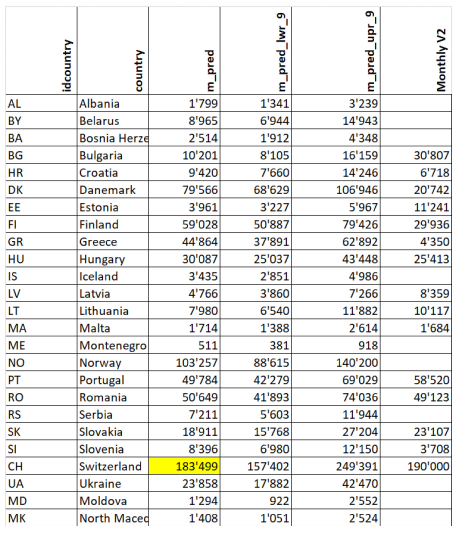 idcountry country m_pred m_pred_lwr_9 m_pred_upr_9 Monthly V2
AL Albania 1'799 1'341 3'239
BY Belarus 8'965 6'944 14'943
BA Bosnia Herze 2'514 1'912 4'348
BG Bulgaria 10'201 8'105 16'159 30'807
HR Croatia 9'420 7'660 14'246 6'718
DK Danemark 79'566 68'629 106'946 20'742
EE Estonia 3'961 3'227 5'967 11'241
FI Finland 59'028 50'887 79'426 29'936
GR Greece 44'864 37'891 62'892 4'350
HU Hungary 30'087 25'037 43'448 25'413
IS Iceland 3'435 2'851 4'986
LV Latvia 4'766 3'860 7'266 8'359
LT Lithuania 7'980 6'540 11'882 10'117
MA Malta 1'714 1'388 2'614 1'684
ME Montenegro 511 381 918
NO Norway 103'257 88'615 140'200
PT Portugal 49'784 42'279 69'029 58'520
RO Romania 50'649 41'893 74'036 49'123
RS Serbia 7'211 5'603 11'944
SK Slovakia 18'911 15'768 27'204 23'107
SI Slovenia 8'396 6'980 12'150 3'708
CH Switzerland 183'499 157'402 249'391 190'000
UA Ukraine 23'858 17'882 42'470
MD Moldova 1'294 922 2'552
MK North Maced 1'408 1'051 2'524